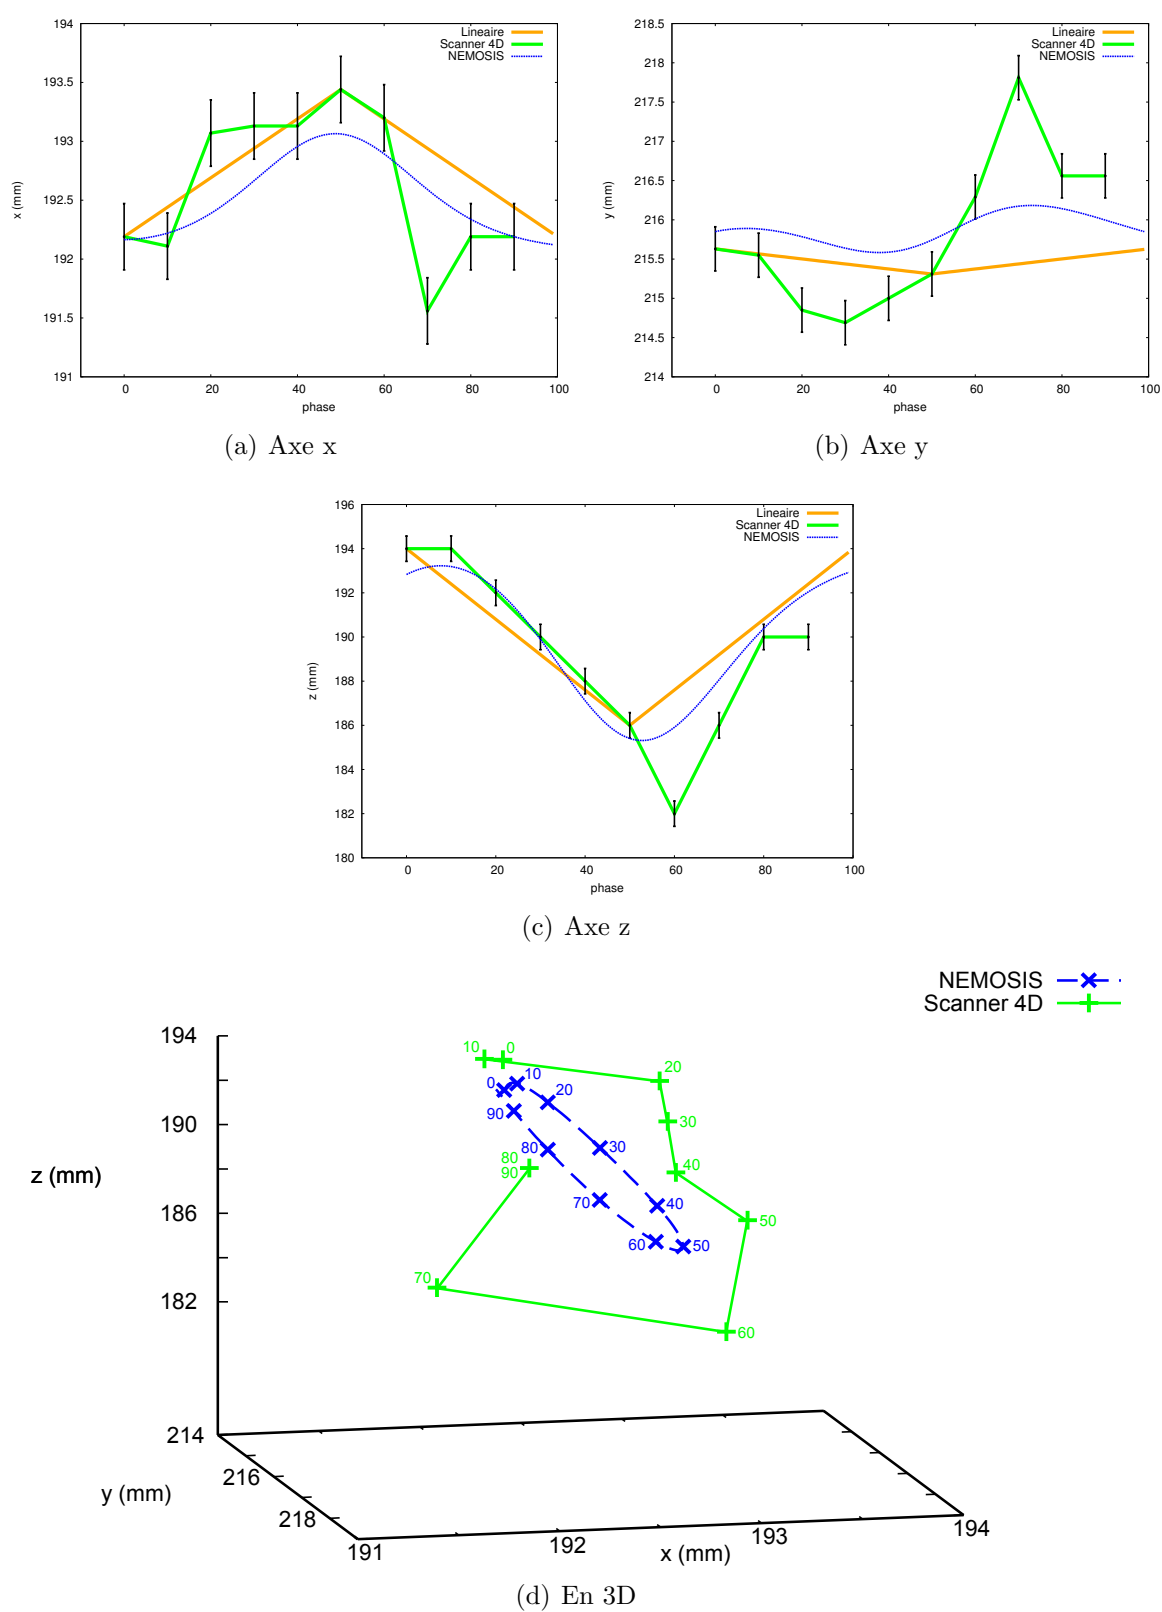 194
193.5
193
192.5
192
191.5
191
x (mm)
0 20 40 60 80 100
phase
Lineaire
Scanner 4D
NEMOSIS
(a) Axe x
218.5
218
217.5
217
216.5
216
215.5
215
214.5
214
y (mm)
0 20 40 60 80 100
phase
Lineaire
Scanner 4D
NEMOSIS
(b) Axe y
196
194
192
190
188
186
184
182
180
z (mm)
0 20 40 60 80 100
phase
Lineaire
Scanner 4D
NEMOSIS
(c) Axe z
NEMOSIS
Scanner 4D
194
190
186
182
z (mm)
214
216
218
y (mm)
191
192
193
194
x (mm)
10 0
20
30
40
50
60
70
80
90
0 10
20
30
40
50
60
70
80
90
(d) En 3D